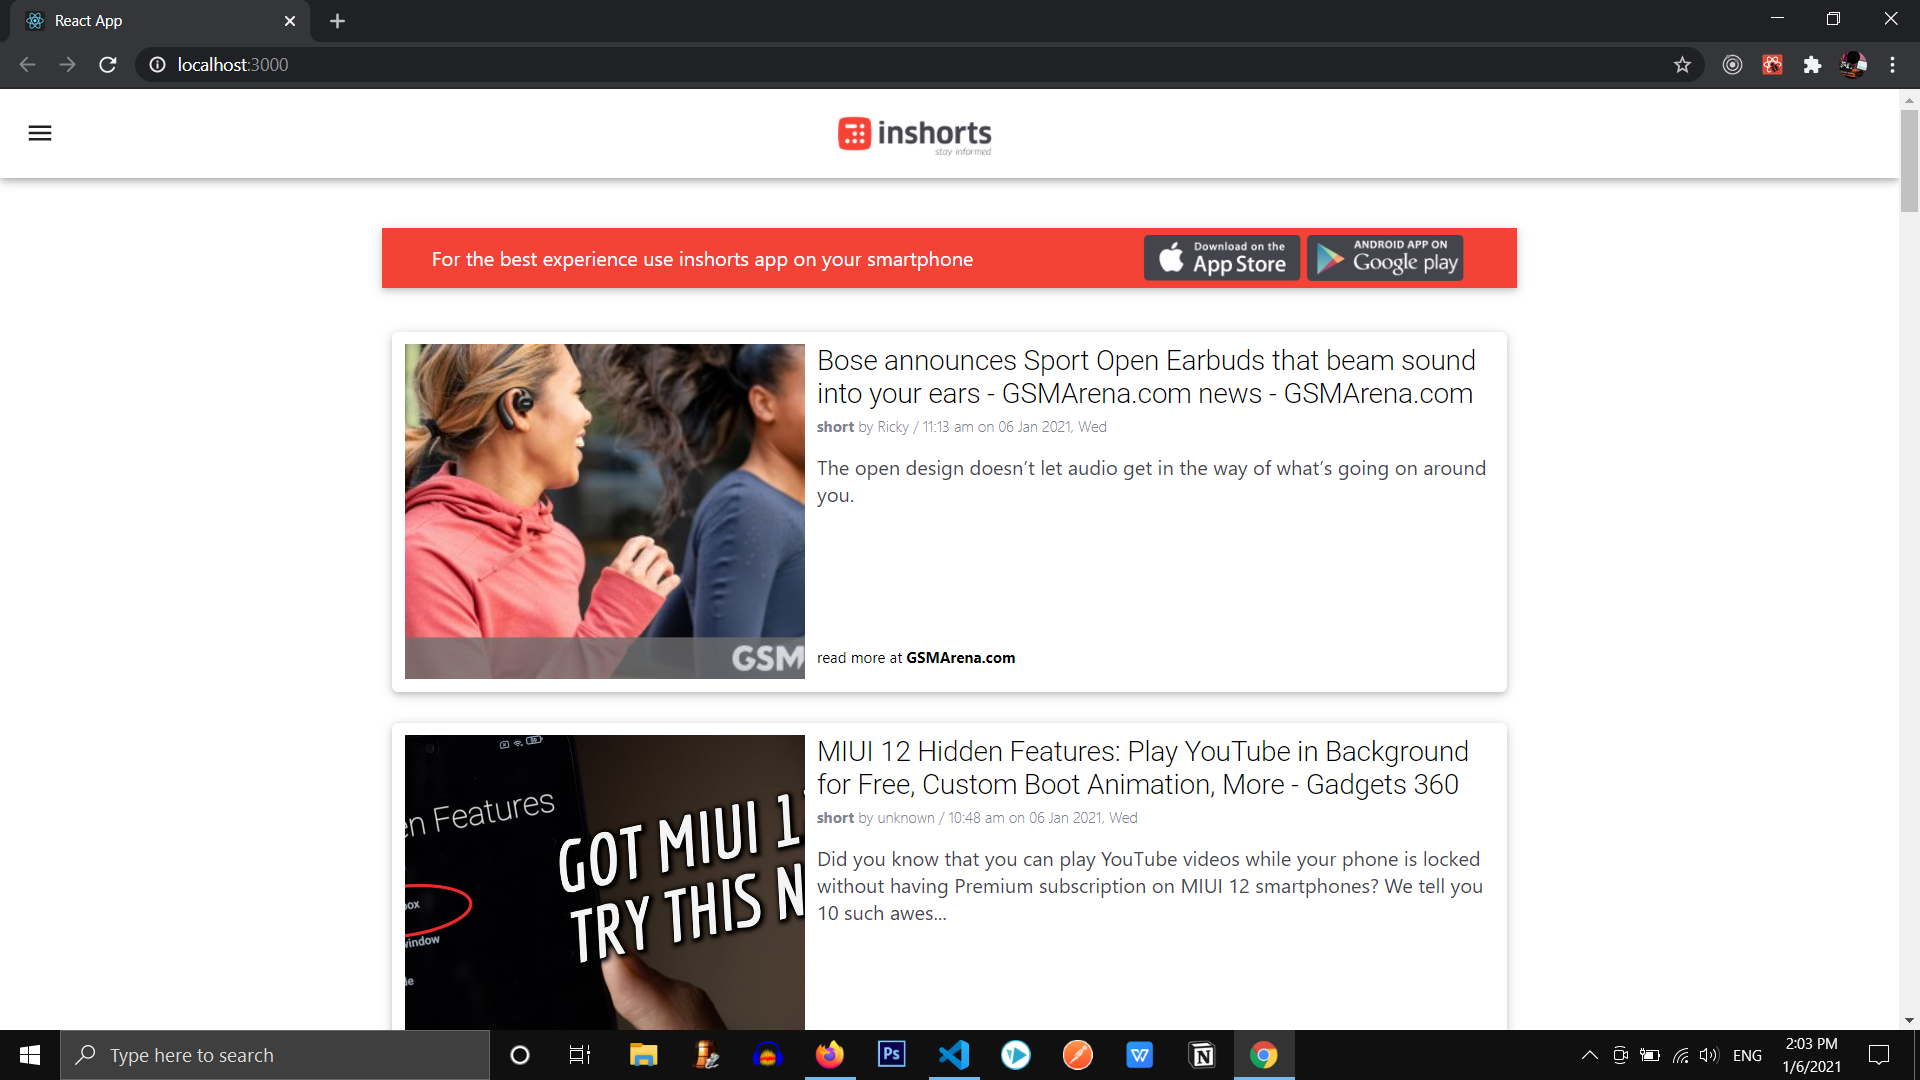 React App
localhost:3000
inshorts
stay informed
For the best experience use inshorts app on your smartphone
Download on the
App Store
ANDROID APP ON
Google play
Bose announces Sport Open Earbuds that beam sound
into your ears - GSMArena.com news - GSMArena.com
short by Ricky / 11:13 am on 06 Jan 2021, Wed
The open design doesn’t let audio get in the way of what’s going on around
you.
GSM
read more at GSMArena.com
MIUI 12 Hidden Features: Play YouTube in Background
for Free, Custom Boot Animation, More - Gadgets 360
short by unknown / 10:48 am on 06 Jan 2021, Wed
Did you know that you can play YouTube videos while your phone is locked
without having Premium subscription on MIUI 12 smartphones? We tell you
10 such awes...
en Features
GOT MIUI 1
TRY THIS N
box
window
Type here to search
Ps
W
N
ENG
2:03 PM
1/6/2021